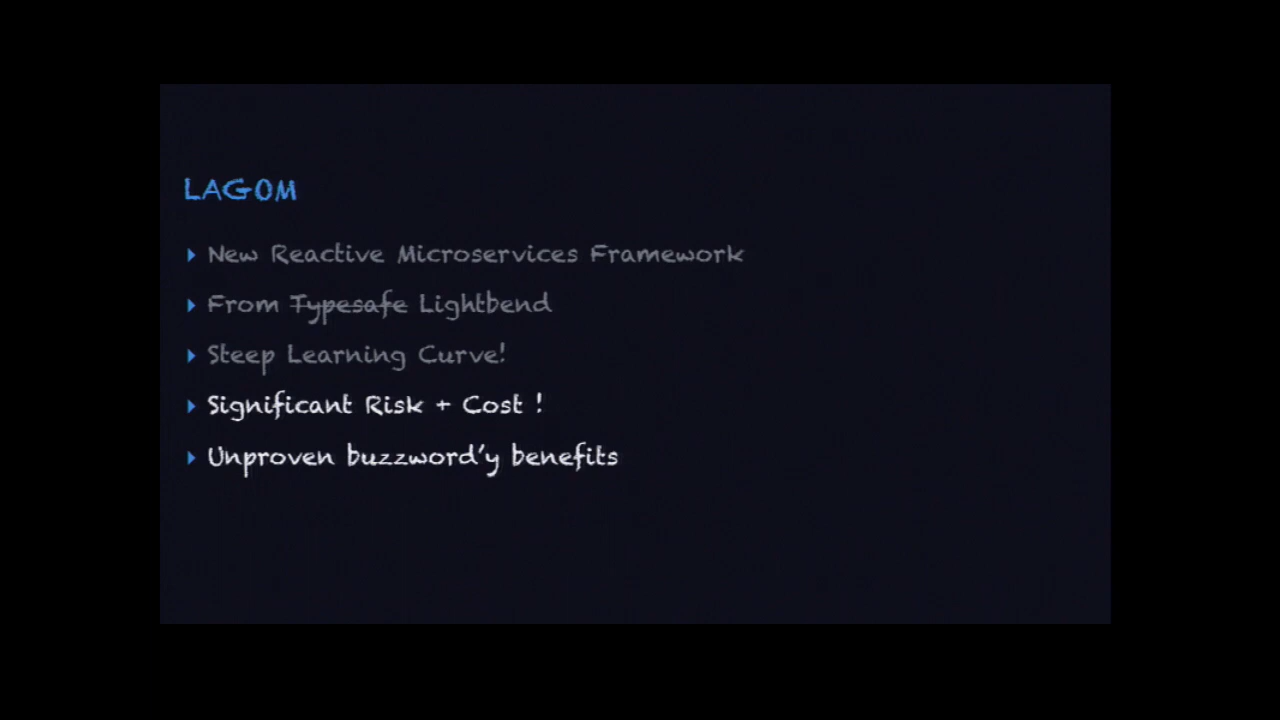 LAGOM
New Reactive Microservices Framework
From Typesafe Lightbend
Steep Learning Curve!
Significant Risk + Cost !
Unproven buzzword'y benefits